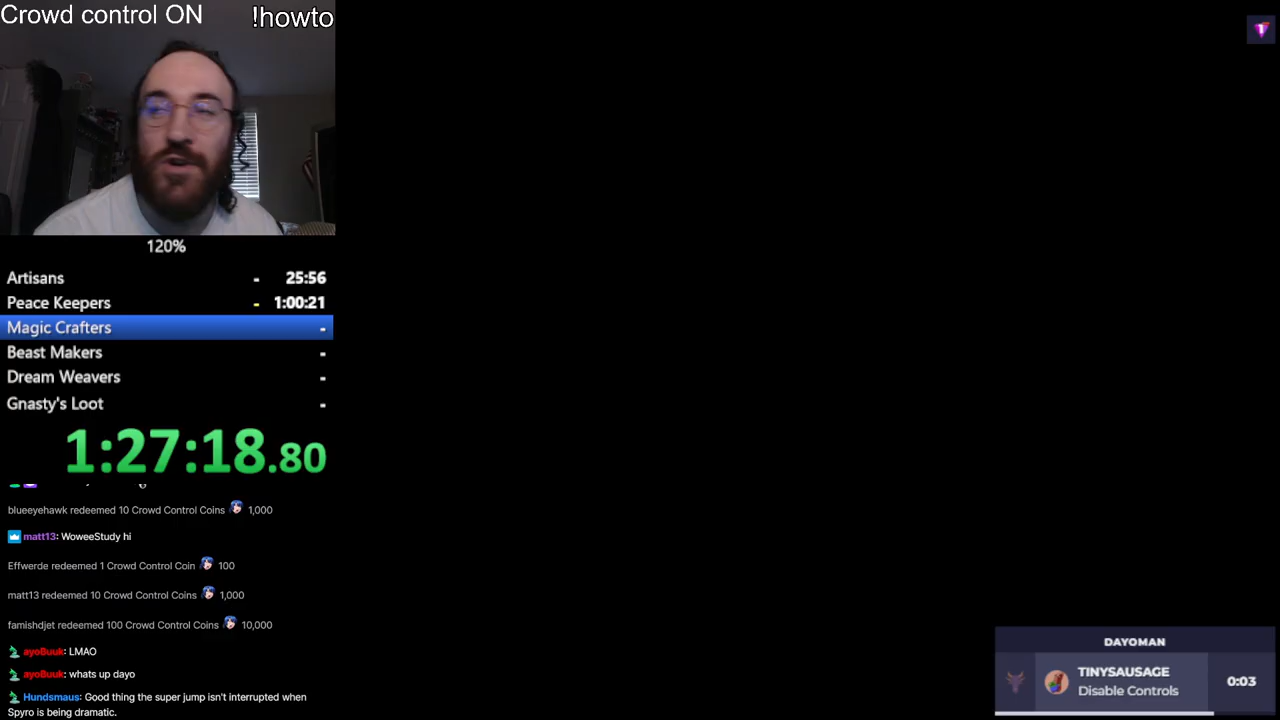 Crowd control ON
!howto
120%
Artisans - 25:56
Peace Keepers - 1:00:21
Magic Crafters -
Beast Makers -
Dream Weavers -
Gnasty's Loot -
1:27:18.80
blueeyehawk redeemed 10 Crowd Control Coins 1,000
matt13: WoweeStudy hi
Effwerde redeemed 1 Crowd Control Coin 100
matt13 redeemed 10 Crowd Control Coins 1,000
famishdjet redeemed 100 Crowd Control Coins 10,000
ayoBuuk: LMAO
ayoBuuk: whats up dayo
Hundsmaus: Good thing the super jump isn't interrupted when
Spyro is being dramatic.
DAYOMAN
TINYSAUSAGE
Disable Controls
0:03